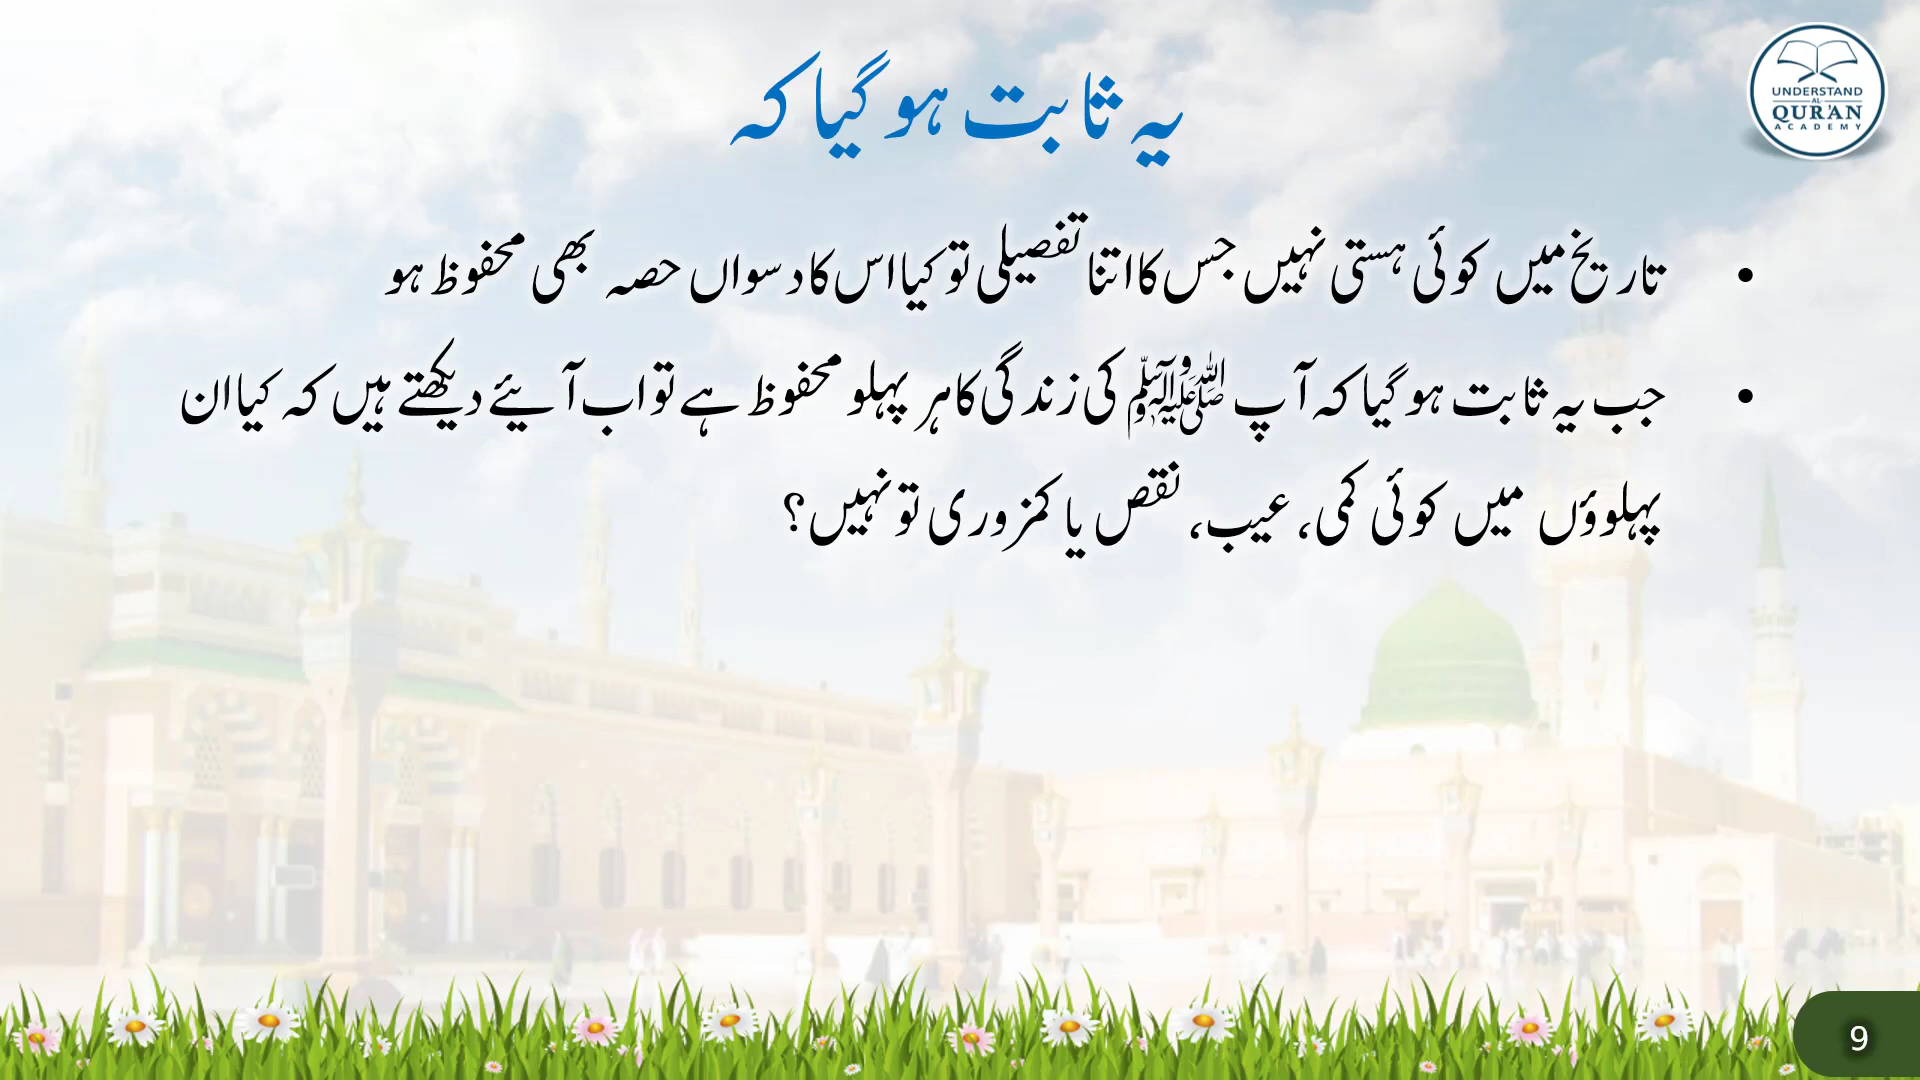 یہ ثابت ہو گیا کہ
UNDERSTAND
AL-
QUR'AN
ACADEMY
• تاریخ میں کوئی ہستی نہیں جس کا اتنا تفصیلی تو کیا اس کا دسواں حصہ بھی محفوظ ہو
• جب یہ ثابت ہو گیا کہ آپ ﷺ کی زندگی کا ہر پہلو محفوظ ہے تو اب آیئے دیکھتے ہیں کہ کیا ان
پہلوؤں میں کوئی کمی، عیب، نقص یا کمزوری تو نہیں؟
9